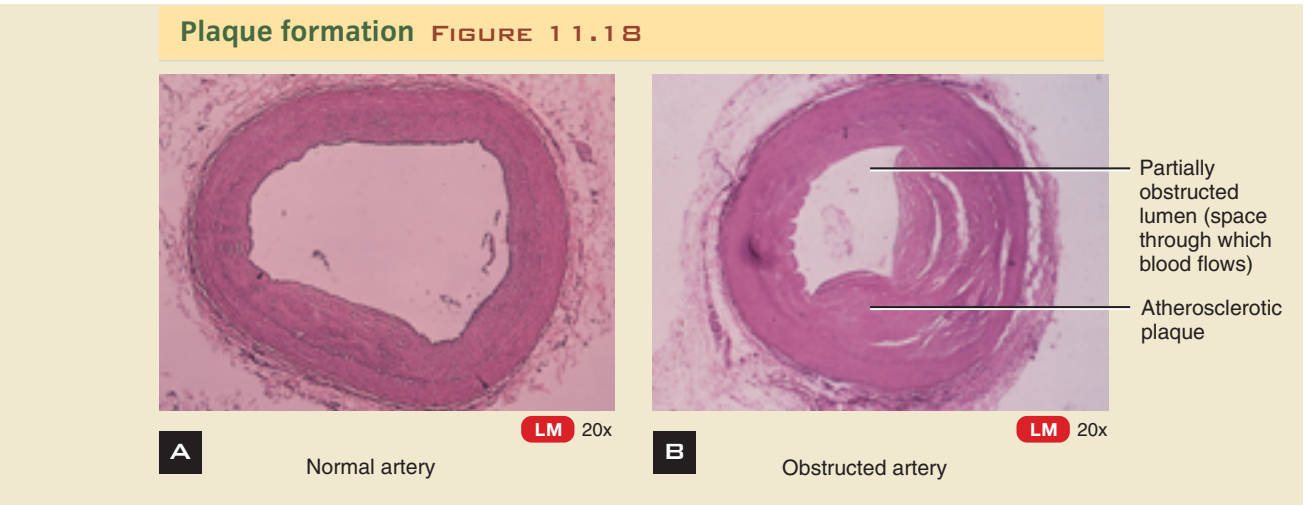 Plaque formation FIGURE 11.18
Partially
obstructed
lumen (space
through which
blood flows)
Atherosclerotic
plaque
LM 20x
LM 20x
A
Normal artery
B
Obstructed artery